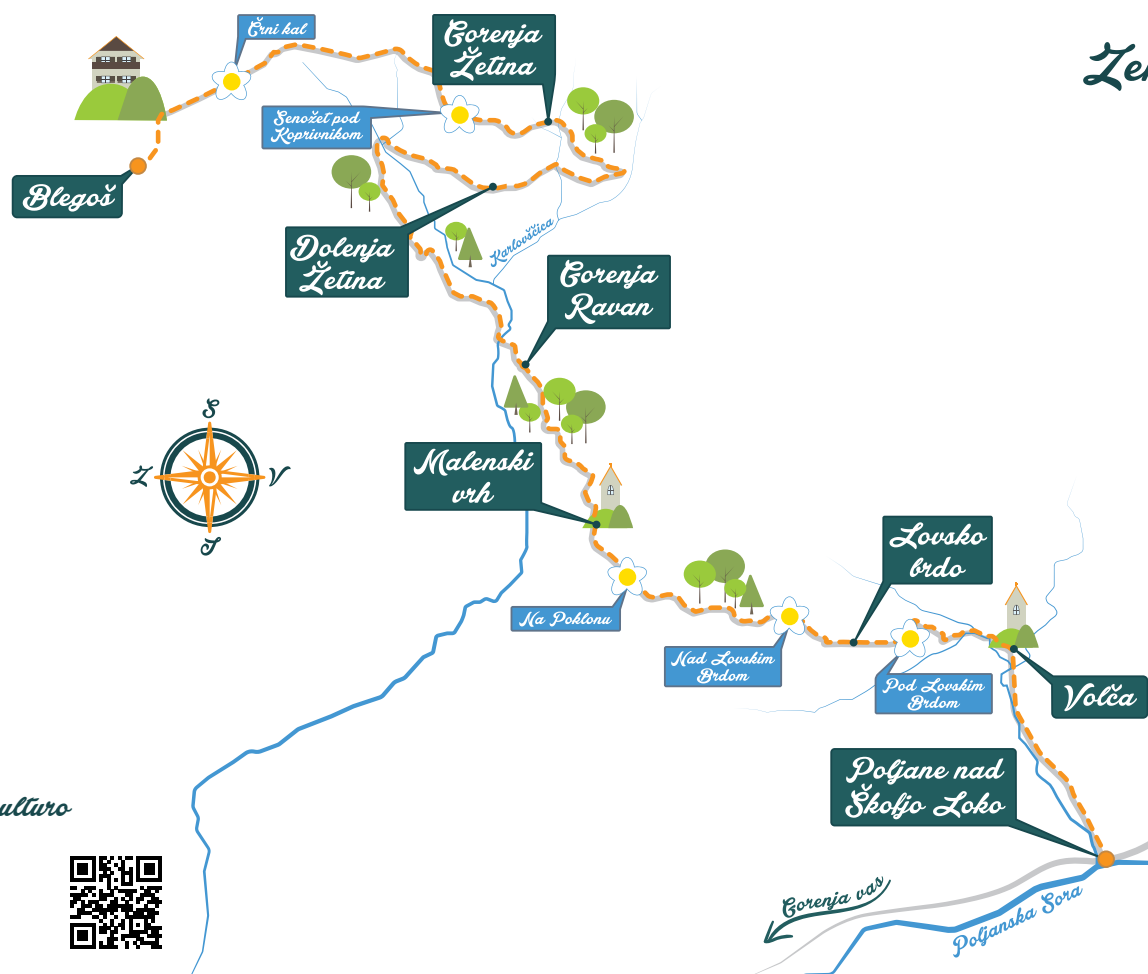 Črni kal
Gorenja
Žetina
Zem
Senožet pod
Koprivnikom
Blegoš
Dolenja
Žetina
Karlovščica
Gorenja
Ravan
S
Z
V
J
Malenski
vrh
Lovsko
brdo
Na Poklonu
Nad Lovskim
Brdom
Pod Lovskim
Brdom
Volča
Poljane nad
Škofjo Loko
ulturo
Gorenja vas
Poljanska Sora